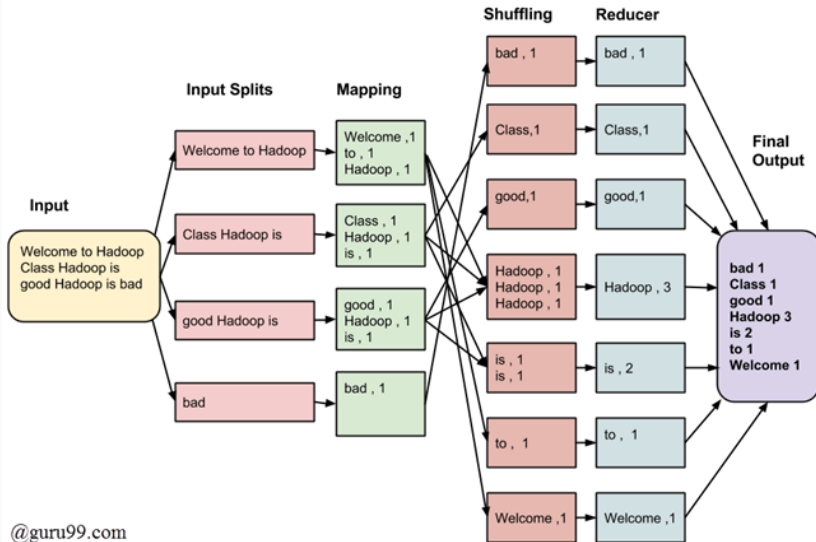 Shuffling
Reducer
Input Splits
Mapping
Final
Output
Input
Welcome to Hadoop
Class Hadoop is
good Hadoop is bad
Welcome to Hadoop
Class Hadoop is
good Hadoop is
bad
Welcome ,1
to , 1
Hadoop , 1
Class , 1
Hadoop , 1
is , 1
good , 1
Hadoop , 1
is , 1
bad , 1
bad , 1
Class,1
good,1
Hadoop , 1
Hadoop , 1
Hadoop , 1
is , 1
is , 1
to , 1
Welcome ,1
bad , 1
Class,1
good,1
Hadoop , 3
is , 2
to , 1
Welcome ,1
bad 1
Class 1
good 1
Hadoop 3
is 2
to 1
Welcome 1
@guru99.com